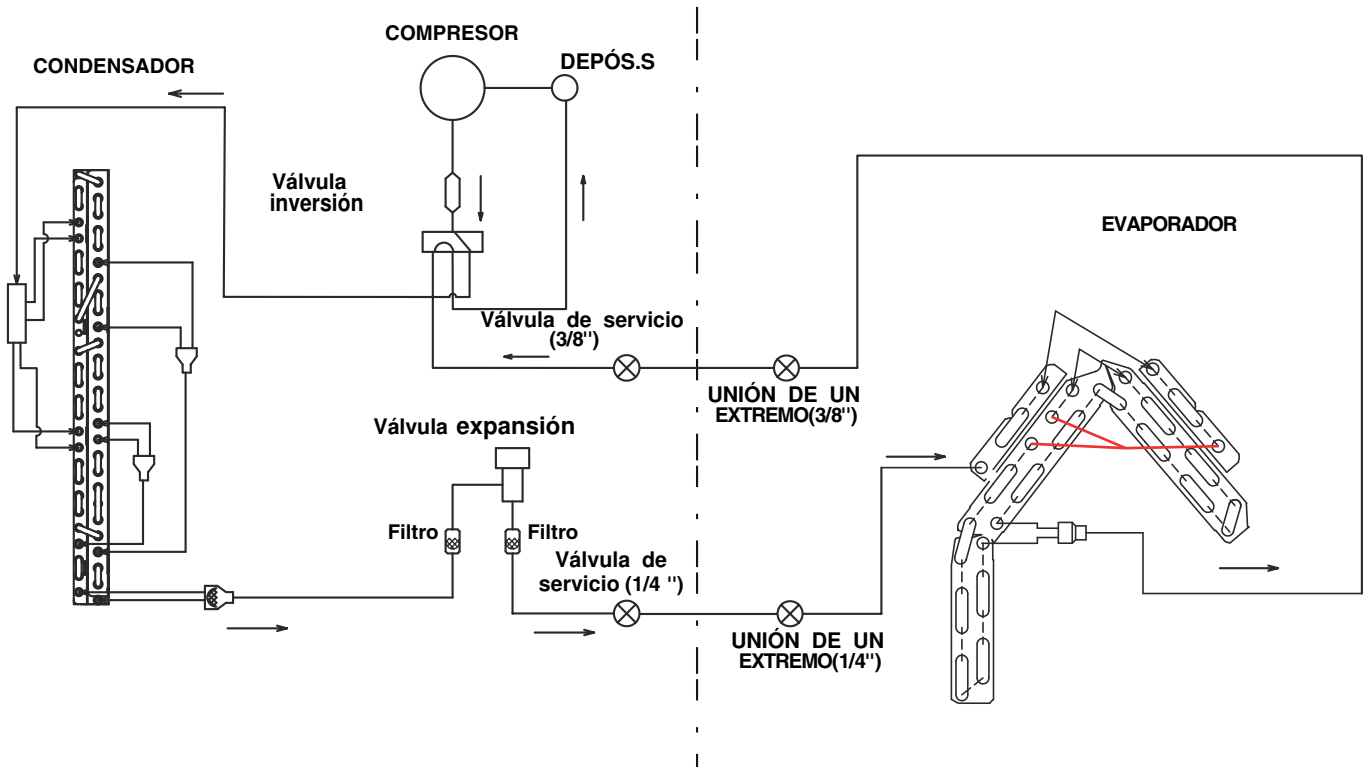 COMPRESOR
CONDENSADOR
DEPÓS.S
Válvula
inversión
EVAPORADOR
Válvula de servicio
(3/8'')
UNIÓN DE UN
EXTREMO(3/8'')
Válvula expansión
Filtro
Filtro
Válvula de
servicio (1/4 '')
UNIÓN DE UN
EXTREMO(1/4'')